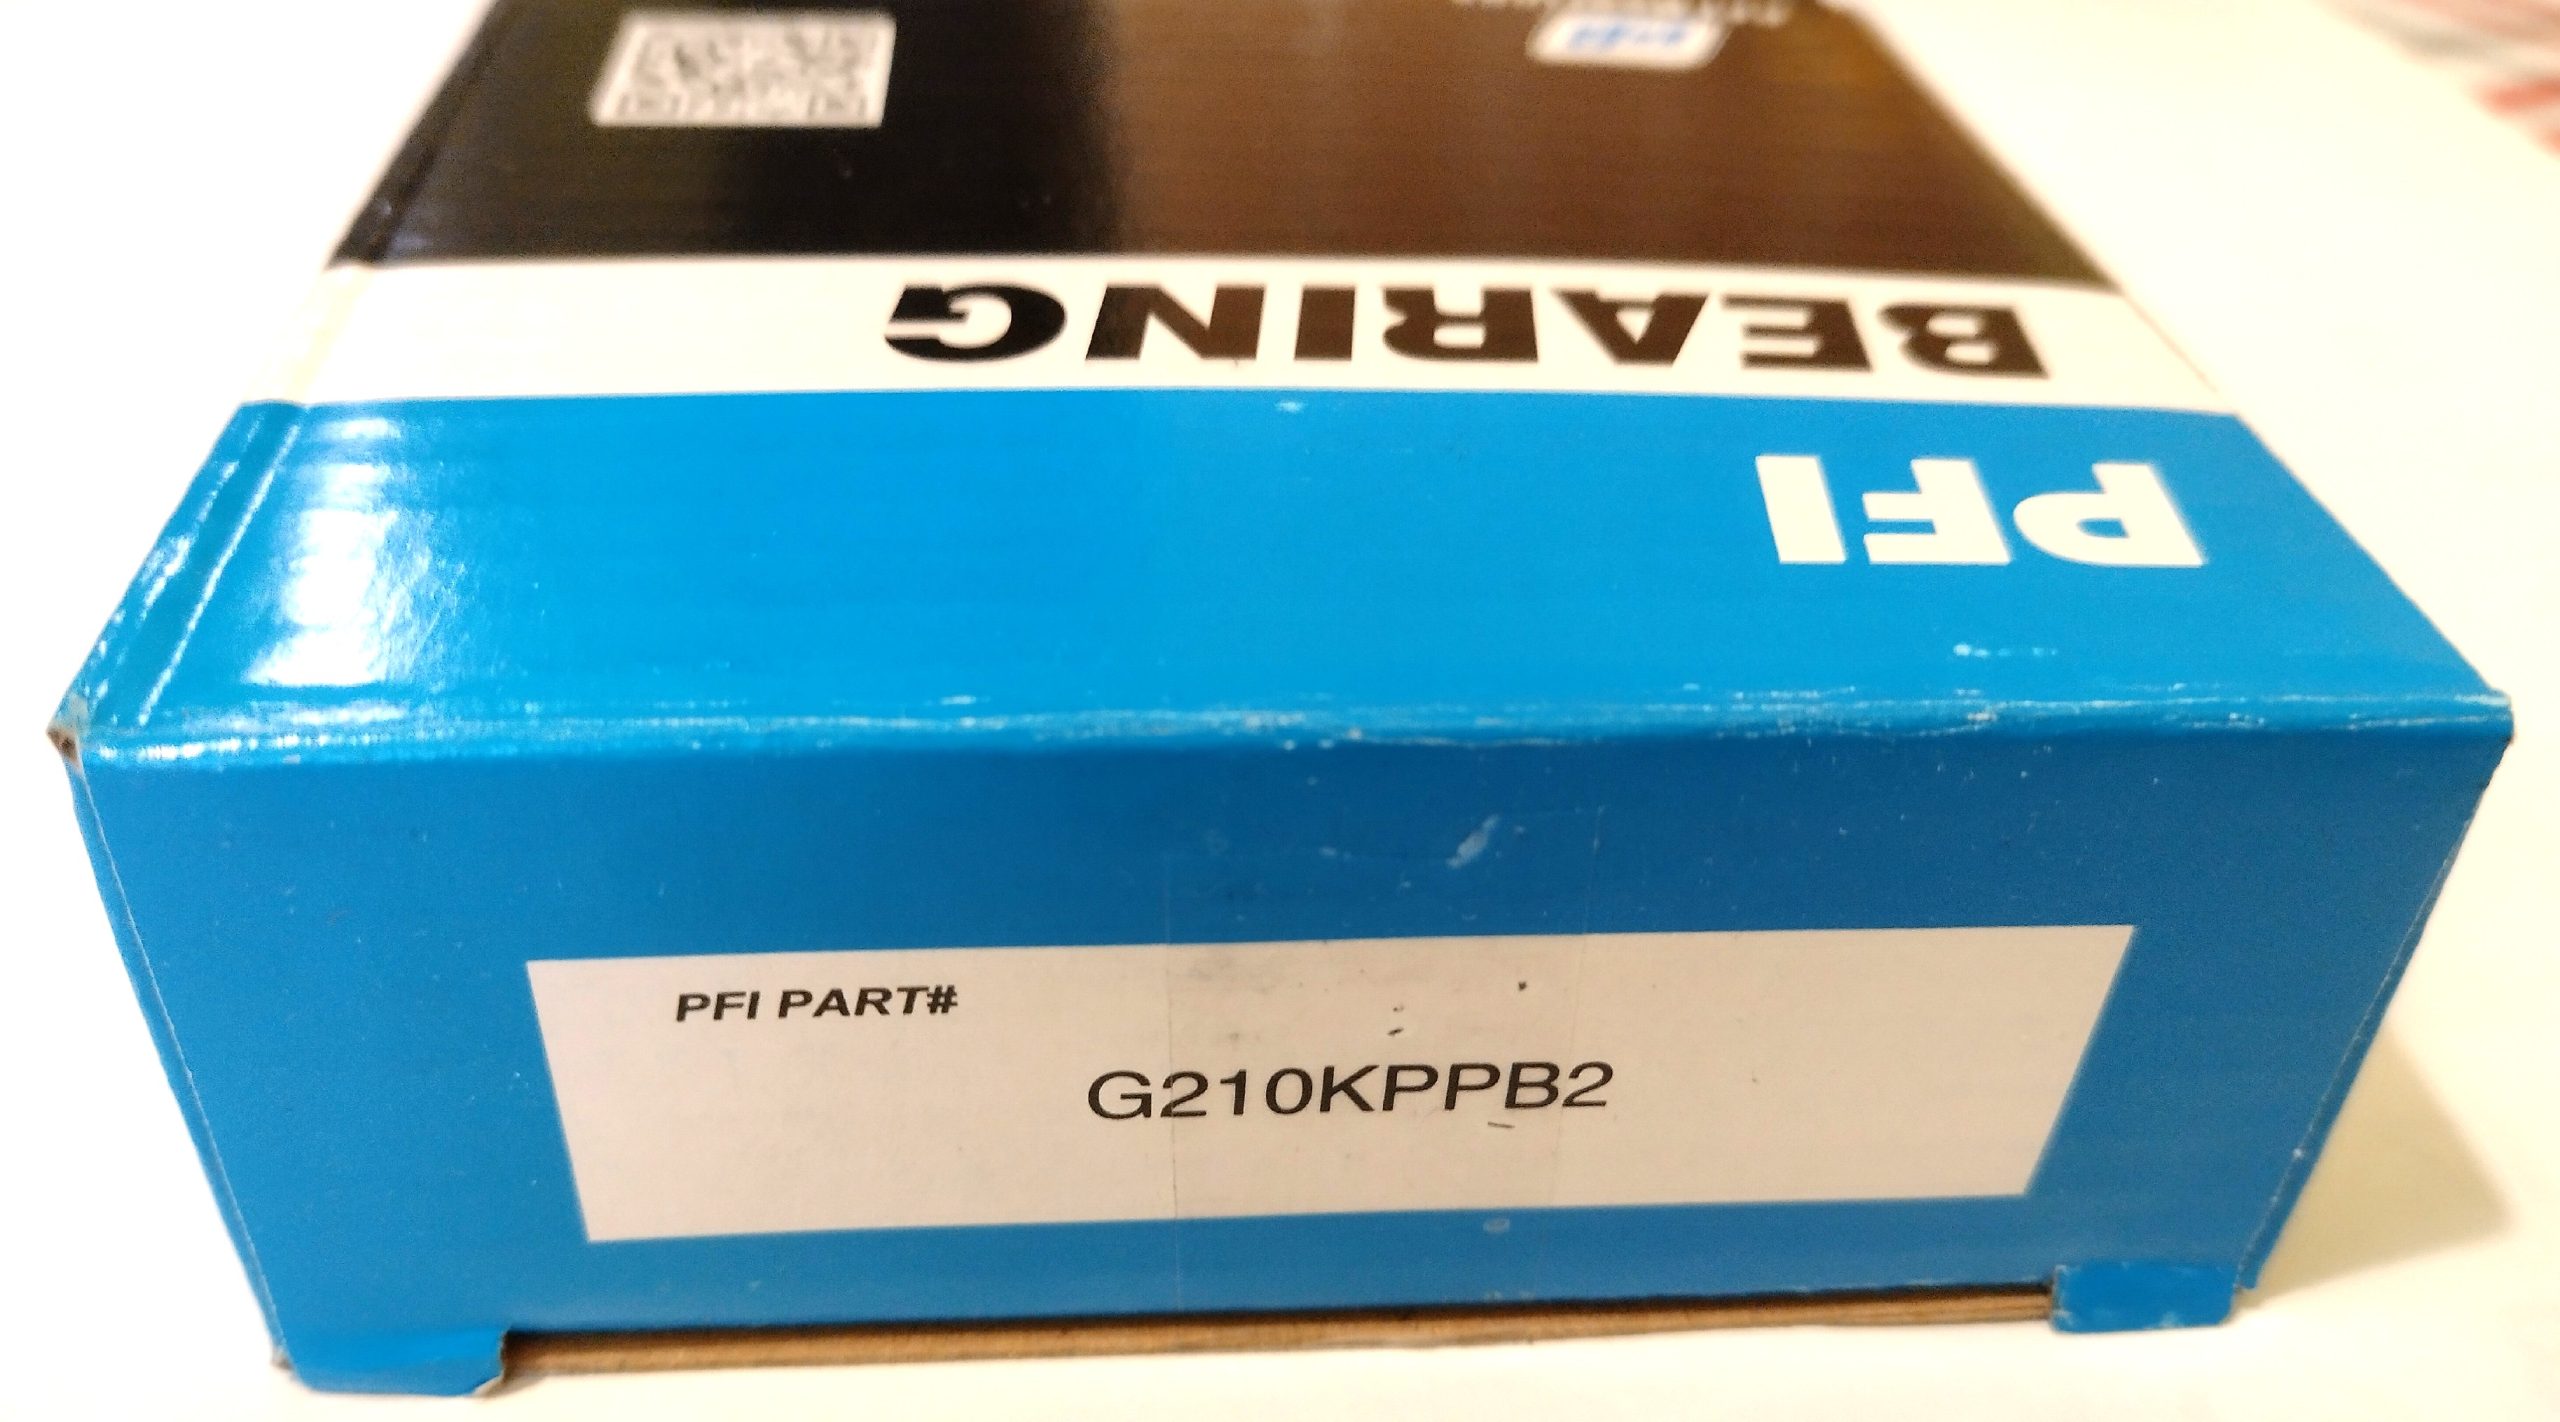 BEARING
PFI
PFI PART#
G210KPPB2